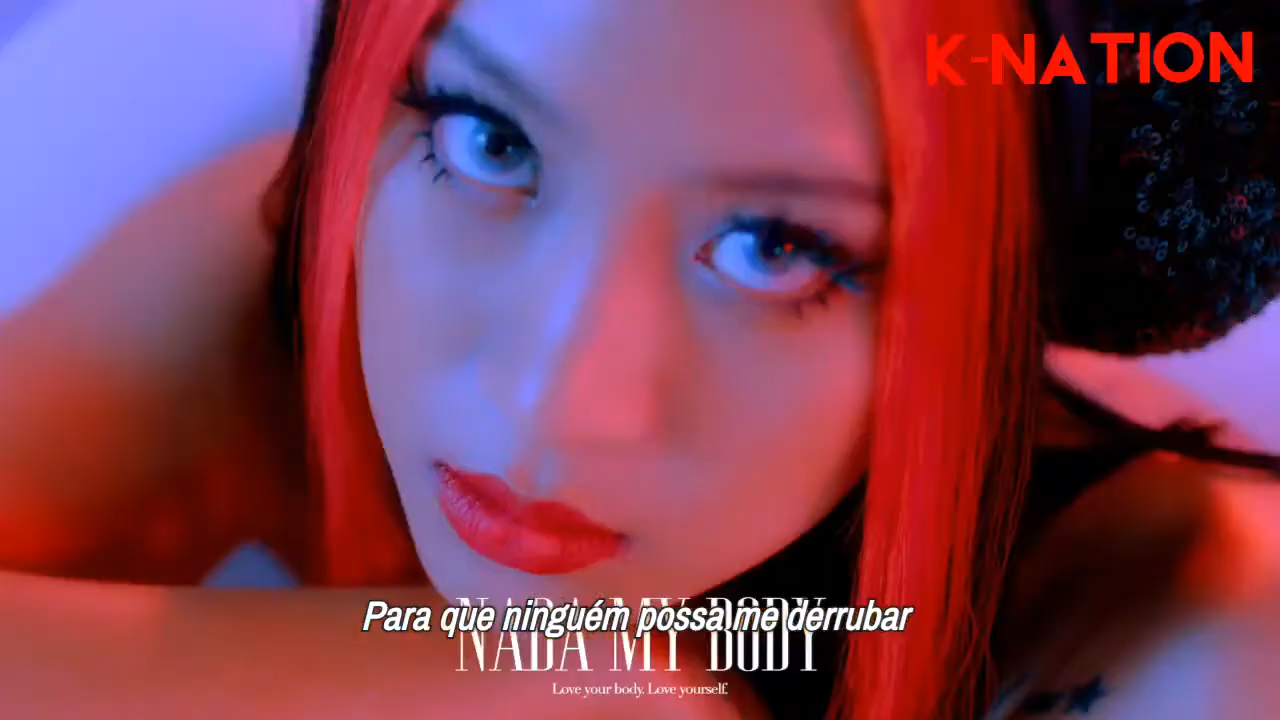 K-NATION
Para que ninguém possa me derrubar
NADA MY BODY
Love your body. Love yourself.